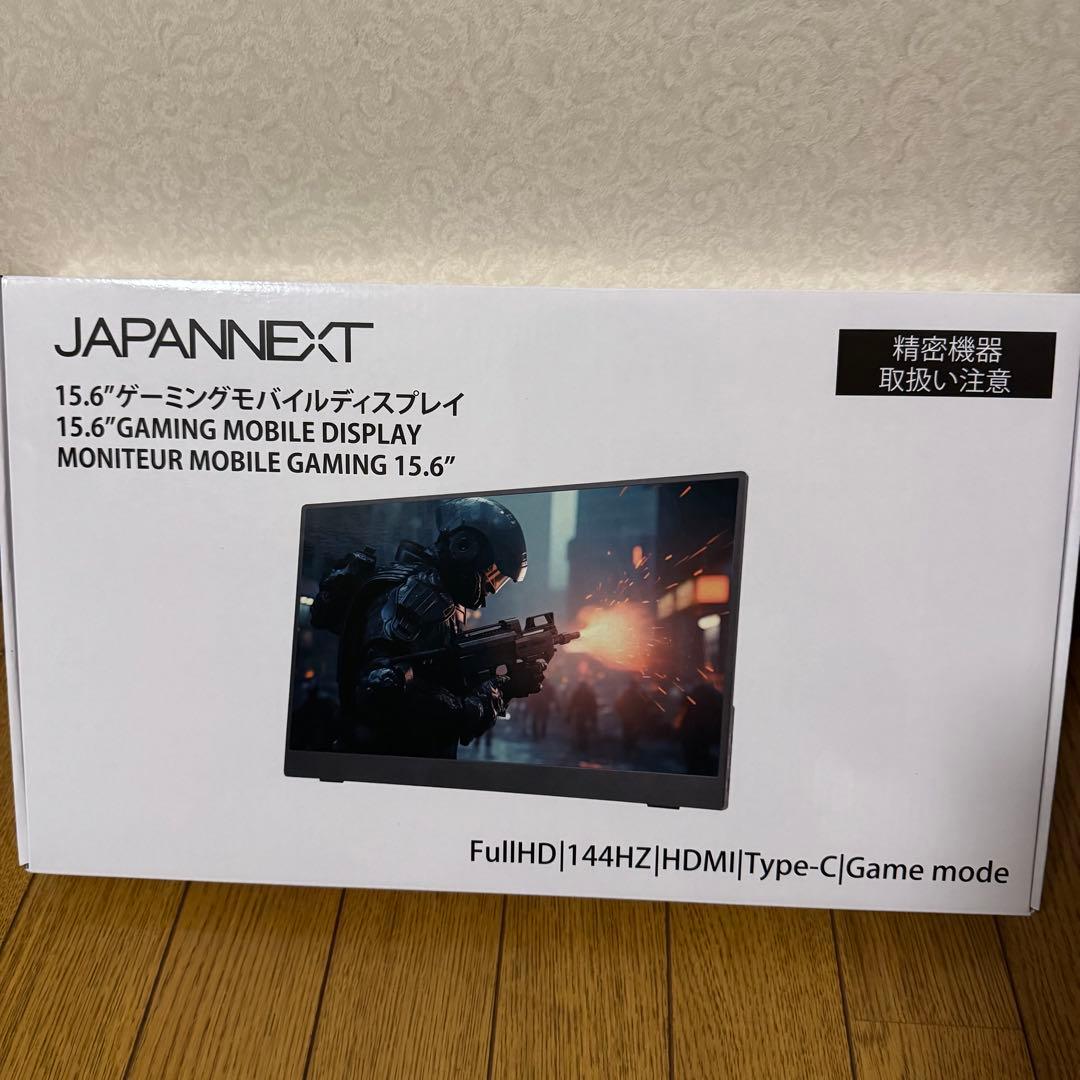 JAPANNEXT
15.6”ゲーミングモバイルディスプレイ
15.6”GAMING MOBILE DISPLAY
MONITEUR MOBILE GAMING 15.6”
精密機器
取扱い注意
FullHD|144HZ|HDMI|Type-C|Game mode